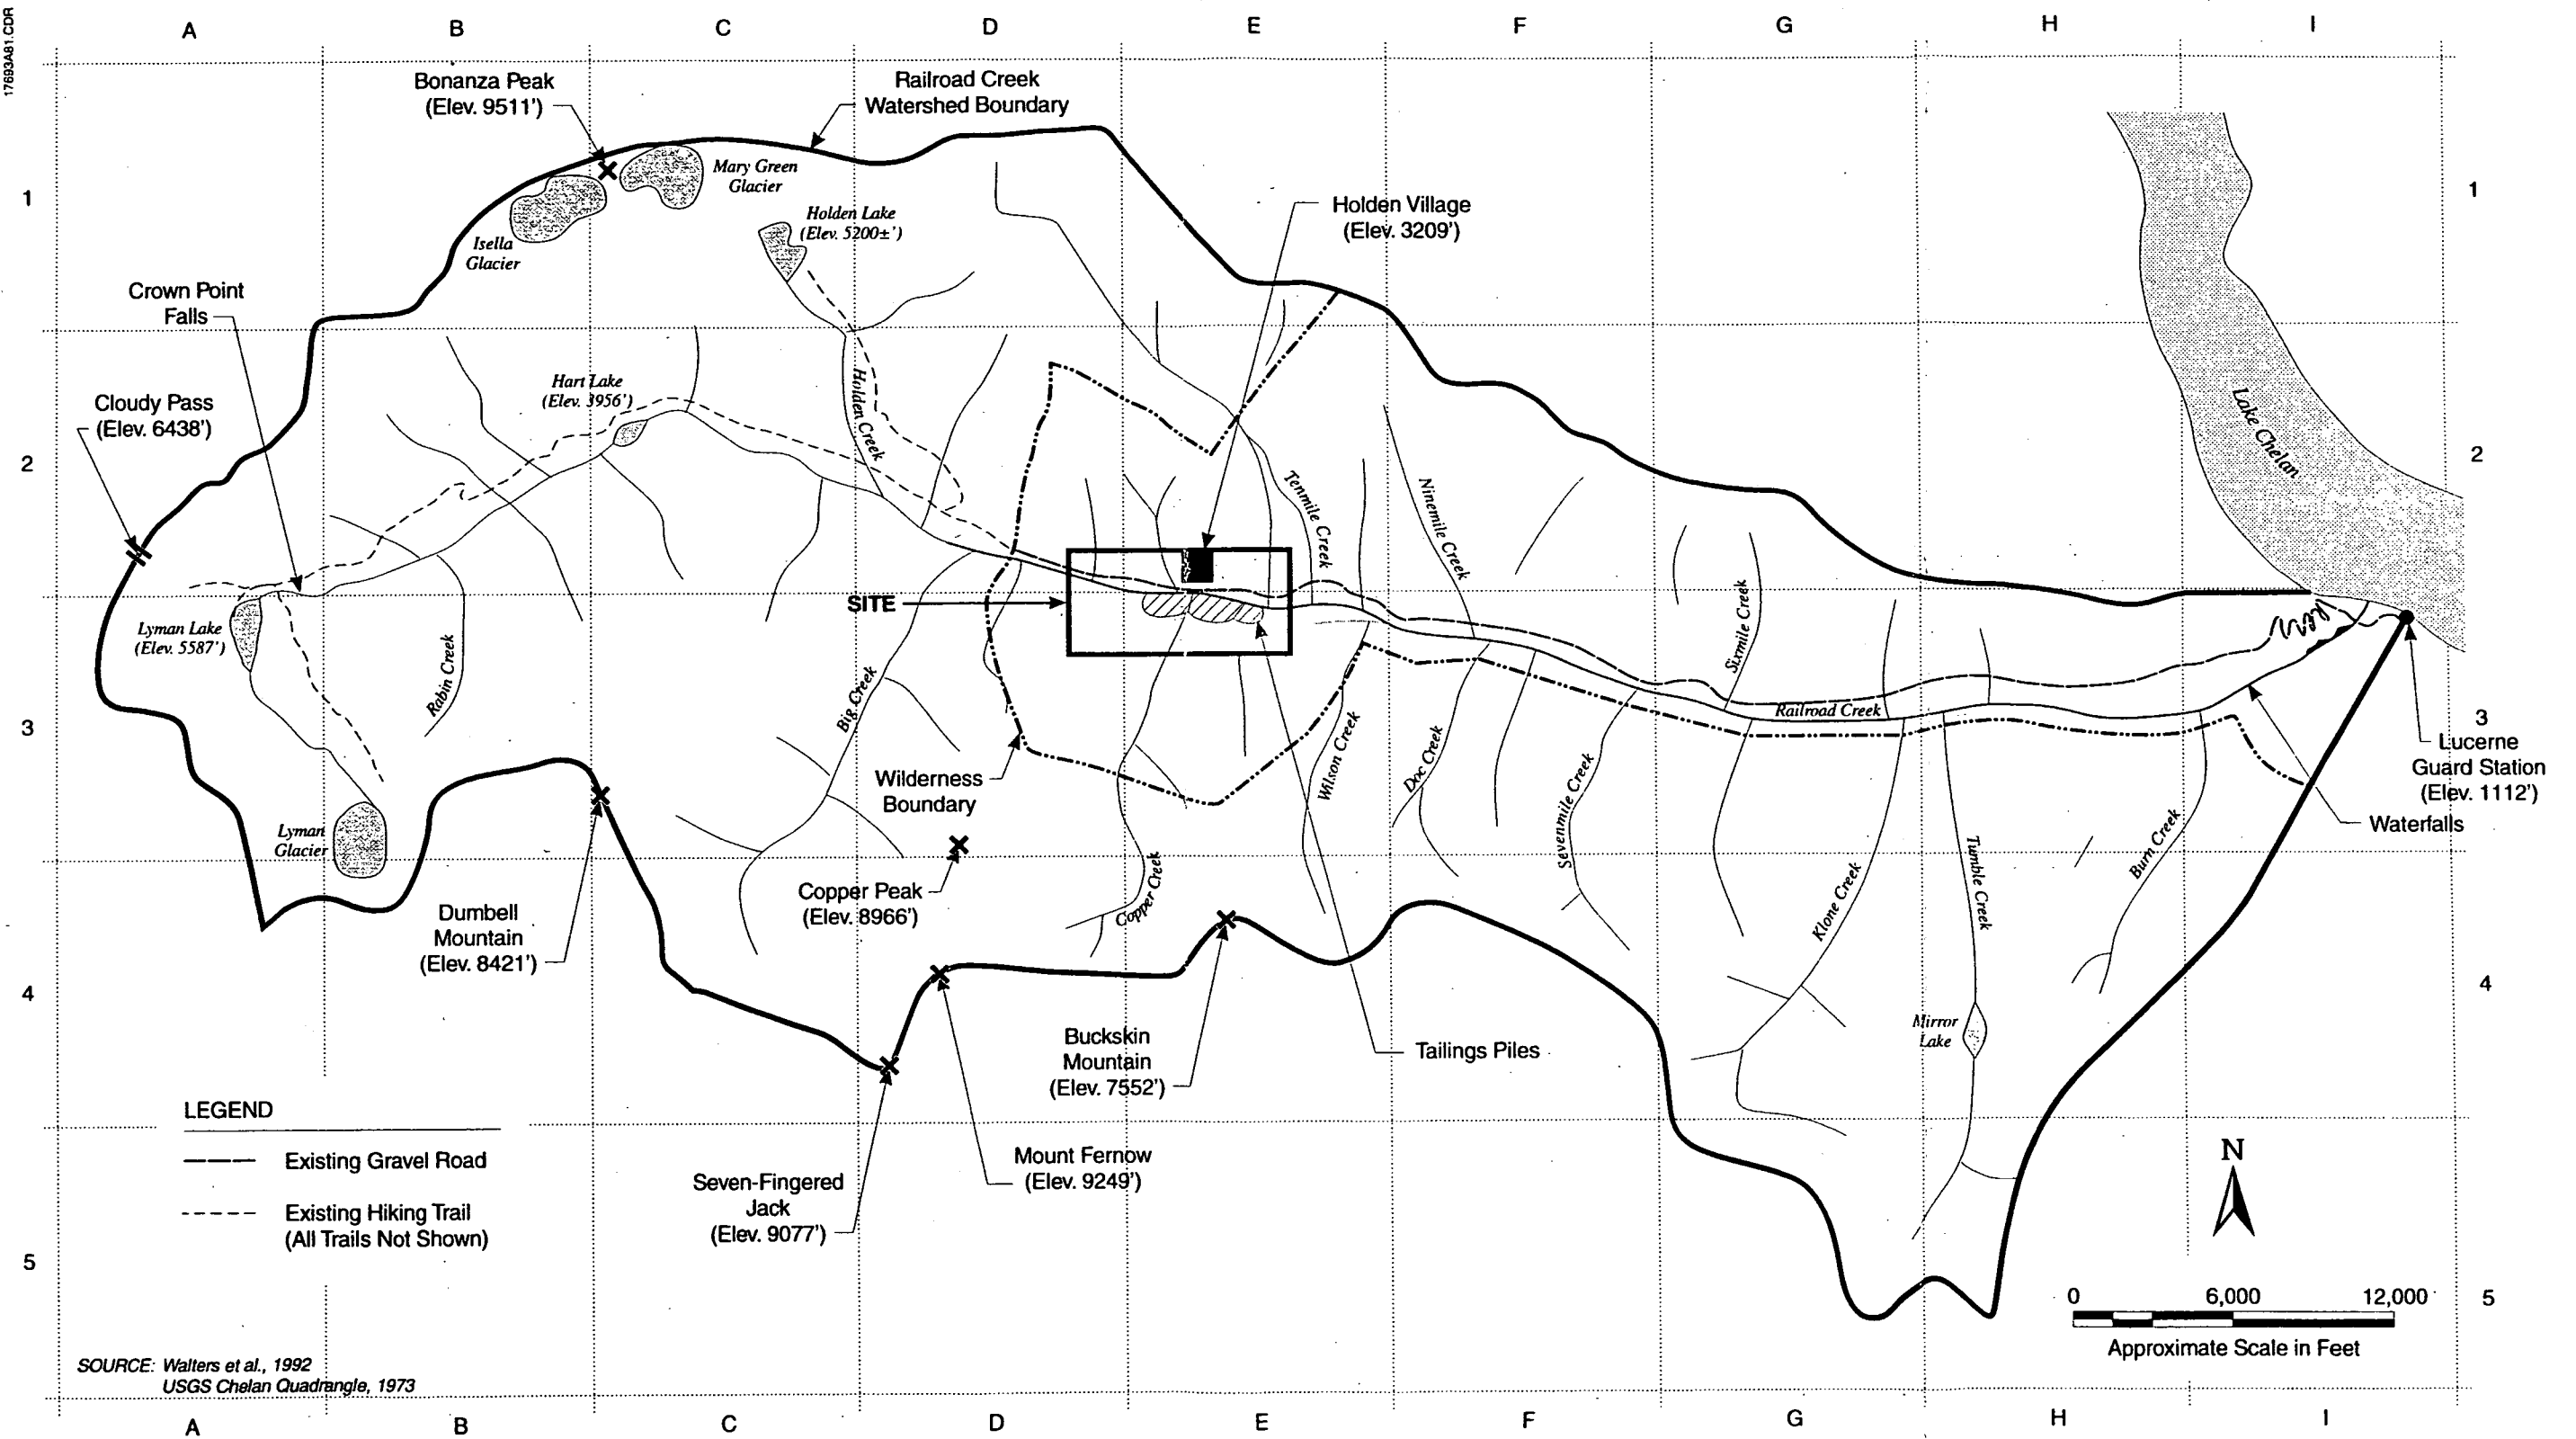 17693A81.CDR
A B C D E F G H I
Bonanza Peak
(Elev. 9511')
Railroad Creek
Watershed Boundary
Mary Green
Glacier
1
1
Holden Lake
(Elev. 5200±')
Holden Village
(Elev. 3209')
Isella
Glacier
Crown Point
Falls
Hart Lake
(Elev. 3956')
Holden Creek
Cloudy Pass
(Elev. 6438')
Lake Chelan
2
2
Tenmile Creek
Ninemile Creek
SITE
Lyman Lake
(Elev. 5587')
Rabin Creek
Big Creek
Sixmile Creek
Railroad Creek
3
3
Lucerne
Guard Station
(Elev. 1112')
Wilderness
Boundary
Wilson Creek
Doc Creek
Sevenmile Creek
Waterfalls
Lyman
Glacier
Copper Peak
(Elev. 8966')
Copper Creek
Klone Creek
Tumble Creek
Burn Creek
Dumbell
Mountain
(Elev. 8421')
4
4
Buckskin
Mountain
(Elev. 7552')
Tailings Piles
Mirror
Lake
LEGEND
Existing Gravel Road
Existing Hiking Trail
(All Trails Not Shown)
Seven-Fingered
Jack
(Elev. 9077')
Mount Fernow
(Elev. 9249')
N
5
5
0 6,000 12,000
Approximate Scale in Feet
SOURCE: Walters et al., 1992
USGS Chelan Quadrangle, 1973
A B C D E F G H I